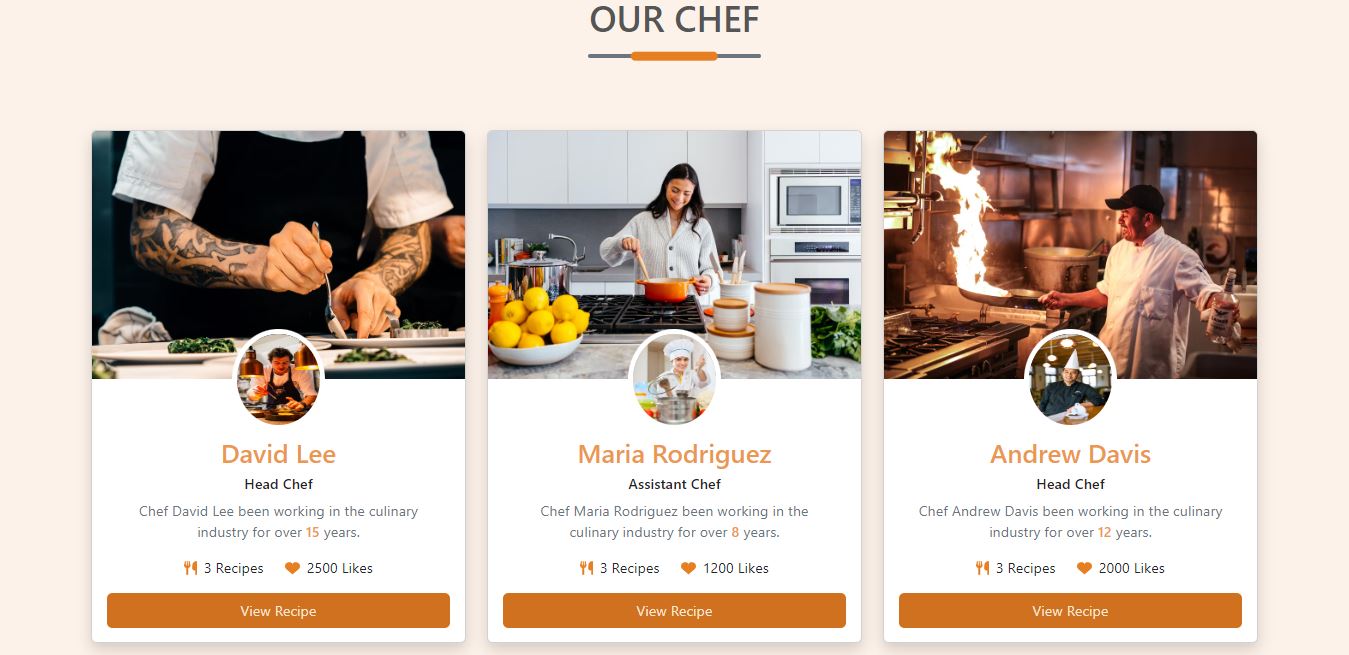 OUR CHEF
David Lee
Head Chef
Chef David Lee been working in the culinary
industry for over 15 years.
3 Recipes 2500 Likes
View Recipe
Maria Rodriguez
Assistant Chef
Chef Maria Rodriguez been working in the
culinary industry for over 8 years.
3 Recipes 1200 Likes
View Recipe
Andrew Davis
Head Chef
Chef Andrew Davis been working in the culinary
industry for over 12 years.
3 Recipes 2000 Likes
View Recipe